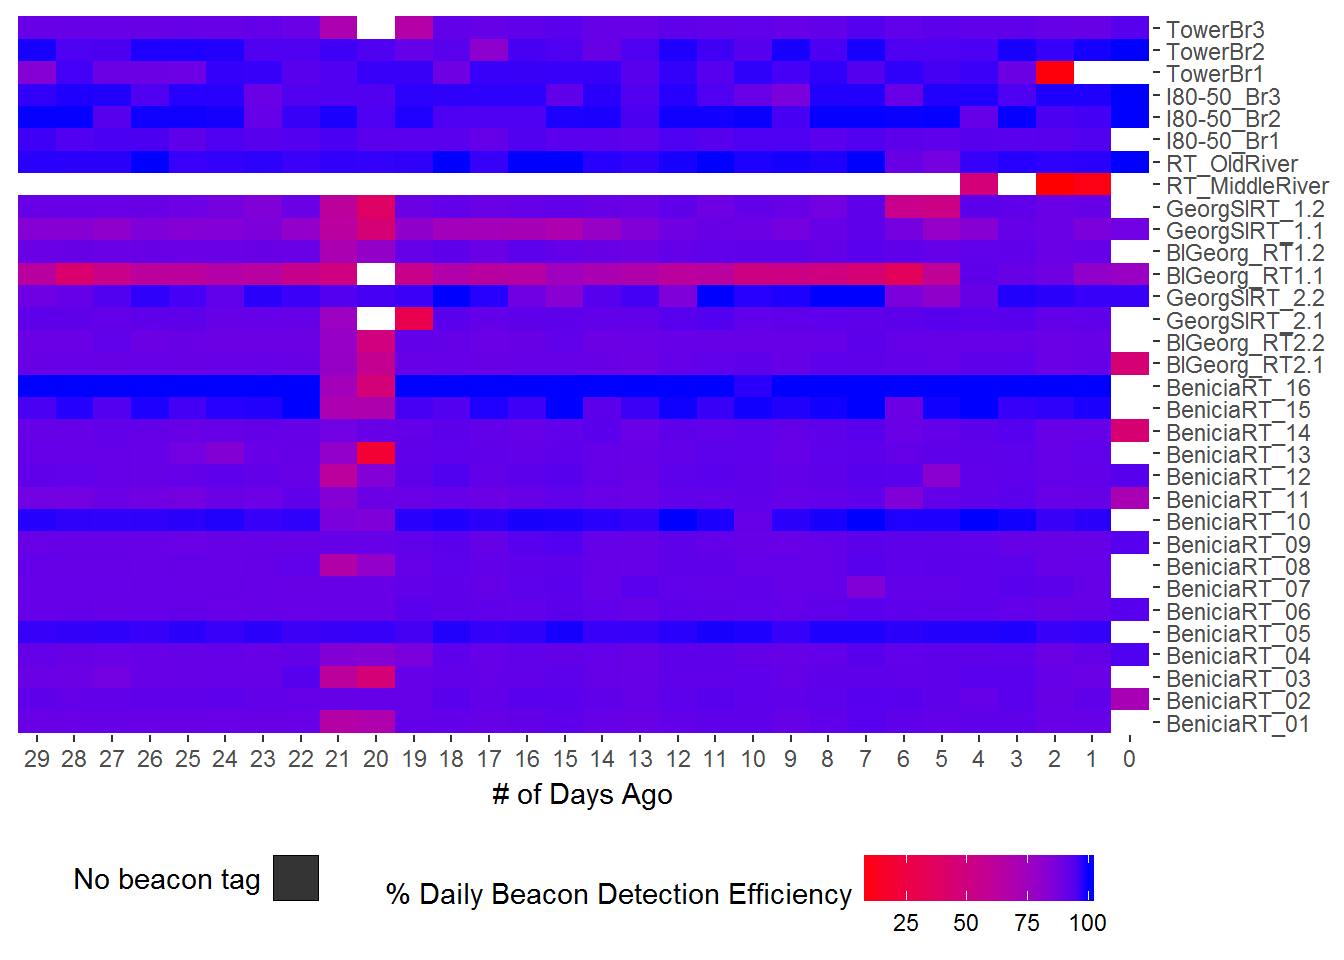 TowerBr3
TowerBr2
TowerBr1
I80-50_Br3
I80-50_Br2
I80-50_Br1
RT_OldRiver
RT_MiddleRiver
GeorgSlRT_1.2
GeorgSlRT_1.1
BlGeorg_RT1.2
BlGeorg_RT1.1
GeorgSlRT_2.2
GeorgSlRT_2.1
BlGeorg_RT2.2
BlGeorg_RT2.1
BeniciaRT_16
BeniciaRT_15
BeniciaRT_14
BeniciaRT_13
BeniciaRT_12
BeniciaRT_11
BeniciaRT_10
BeniciaRT_09
BeniciaRT_08
BeniciaRT_07
BeniciaRT_06
BeniciaRT_05
BeniciaRT_04
BeniciaRT_03
BeniciaRT_02
BeniciaRT_01
29 28 27 26 25 24 23 22 21 20 19 18 17 16 15 14 13 12 11 10 9 8 7 6 5 4 3 2 1 0
# of Days Ago
No beacon tag
% Daily Beacon Detection Efficiency
25 50 75 100